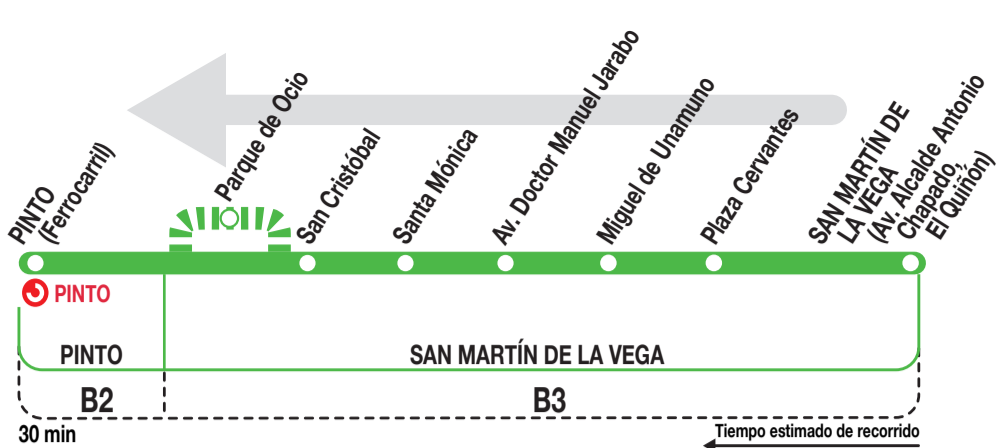 PINTO
(Ferrocarril)
Parque de Ocio
San Cristóbal
Santa Mónica
Av. Doctor Manuel Jarabo
Miguel de Unamuno
Plaza Cervantes
SAN MARTÍN DE
LA VEGA
(Av. Alcalde Antonio
Chapado,
El Quiñón)
PINTO
PINTO
SAN MARTÍN DE LA VEGA
B2
B3
30 min
Tiempo estimado de recorrido